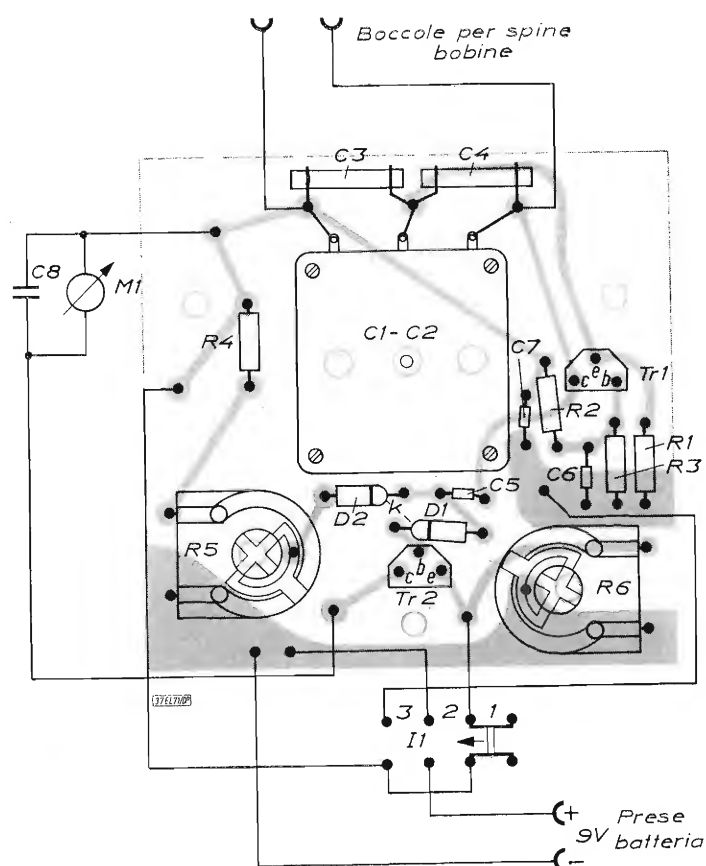 Boccole per spine
bobine
C3
C4
C8
M1
R4
C1-C2
C7
c e b
Tr1
R2
R1
C6
R3
C5
D2
k
D1
R5
c b e
Tr2
R6
3 2 1
I1
+
9V
Prese
batteria
-